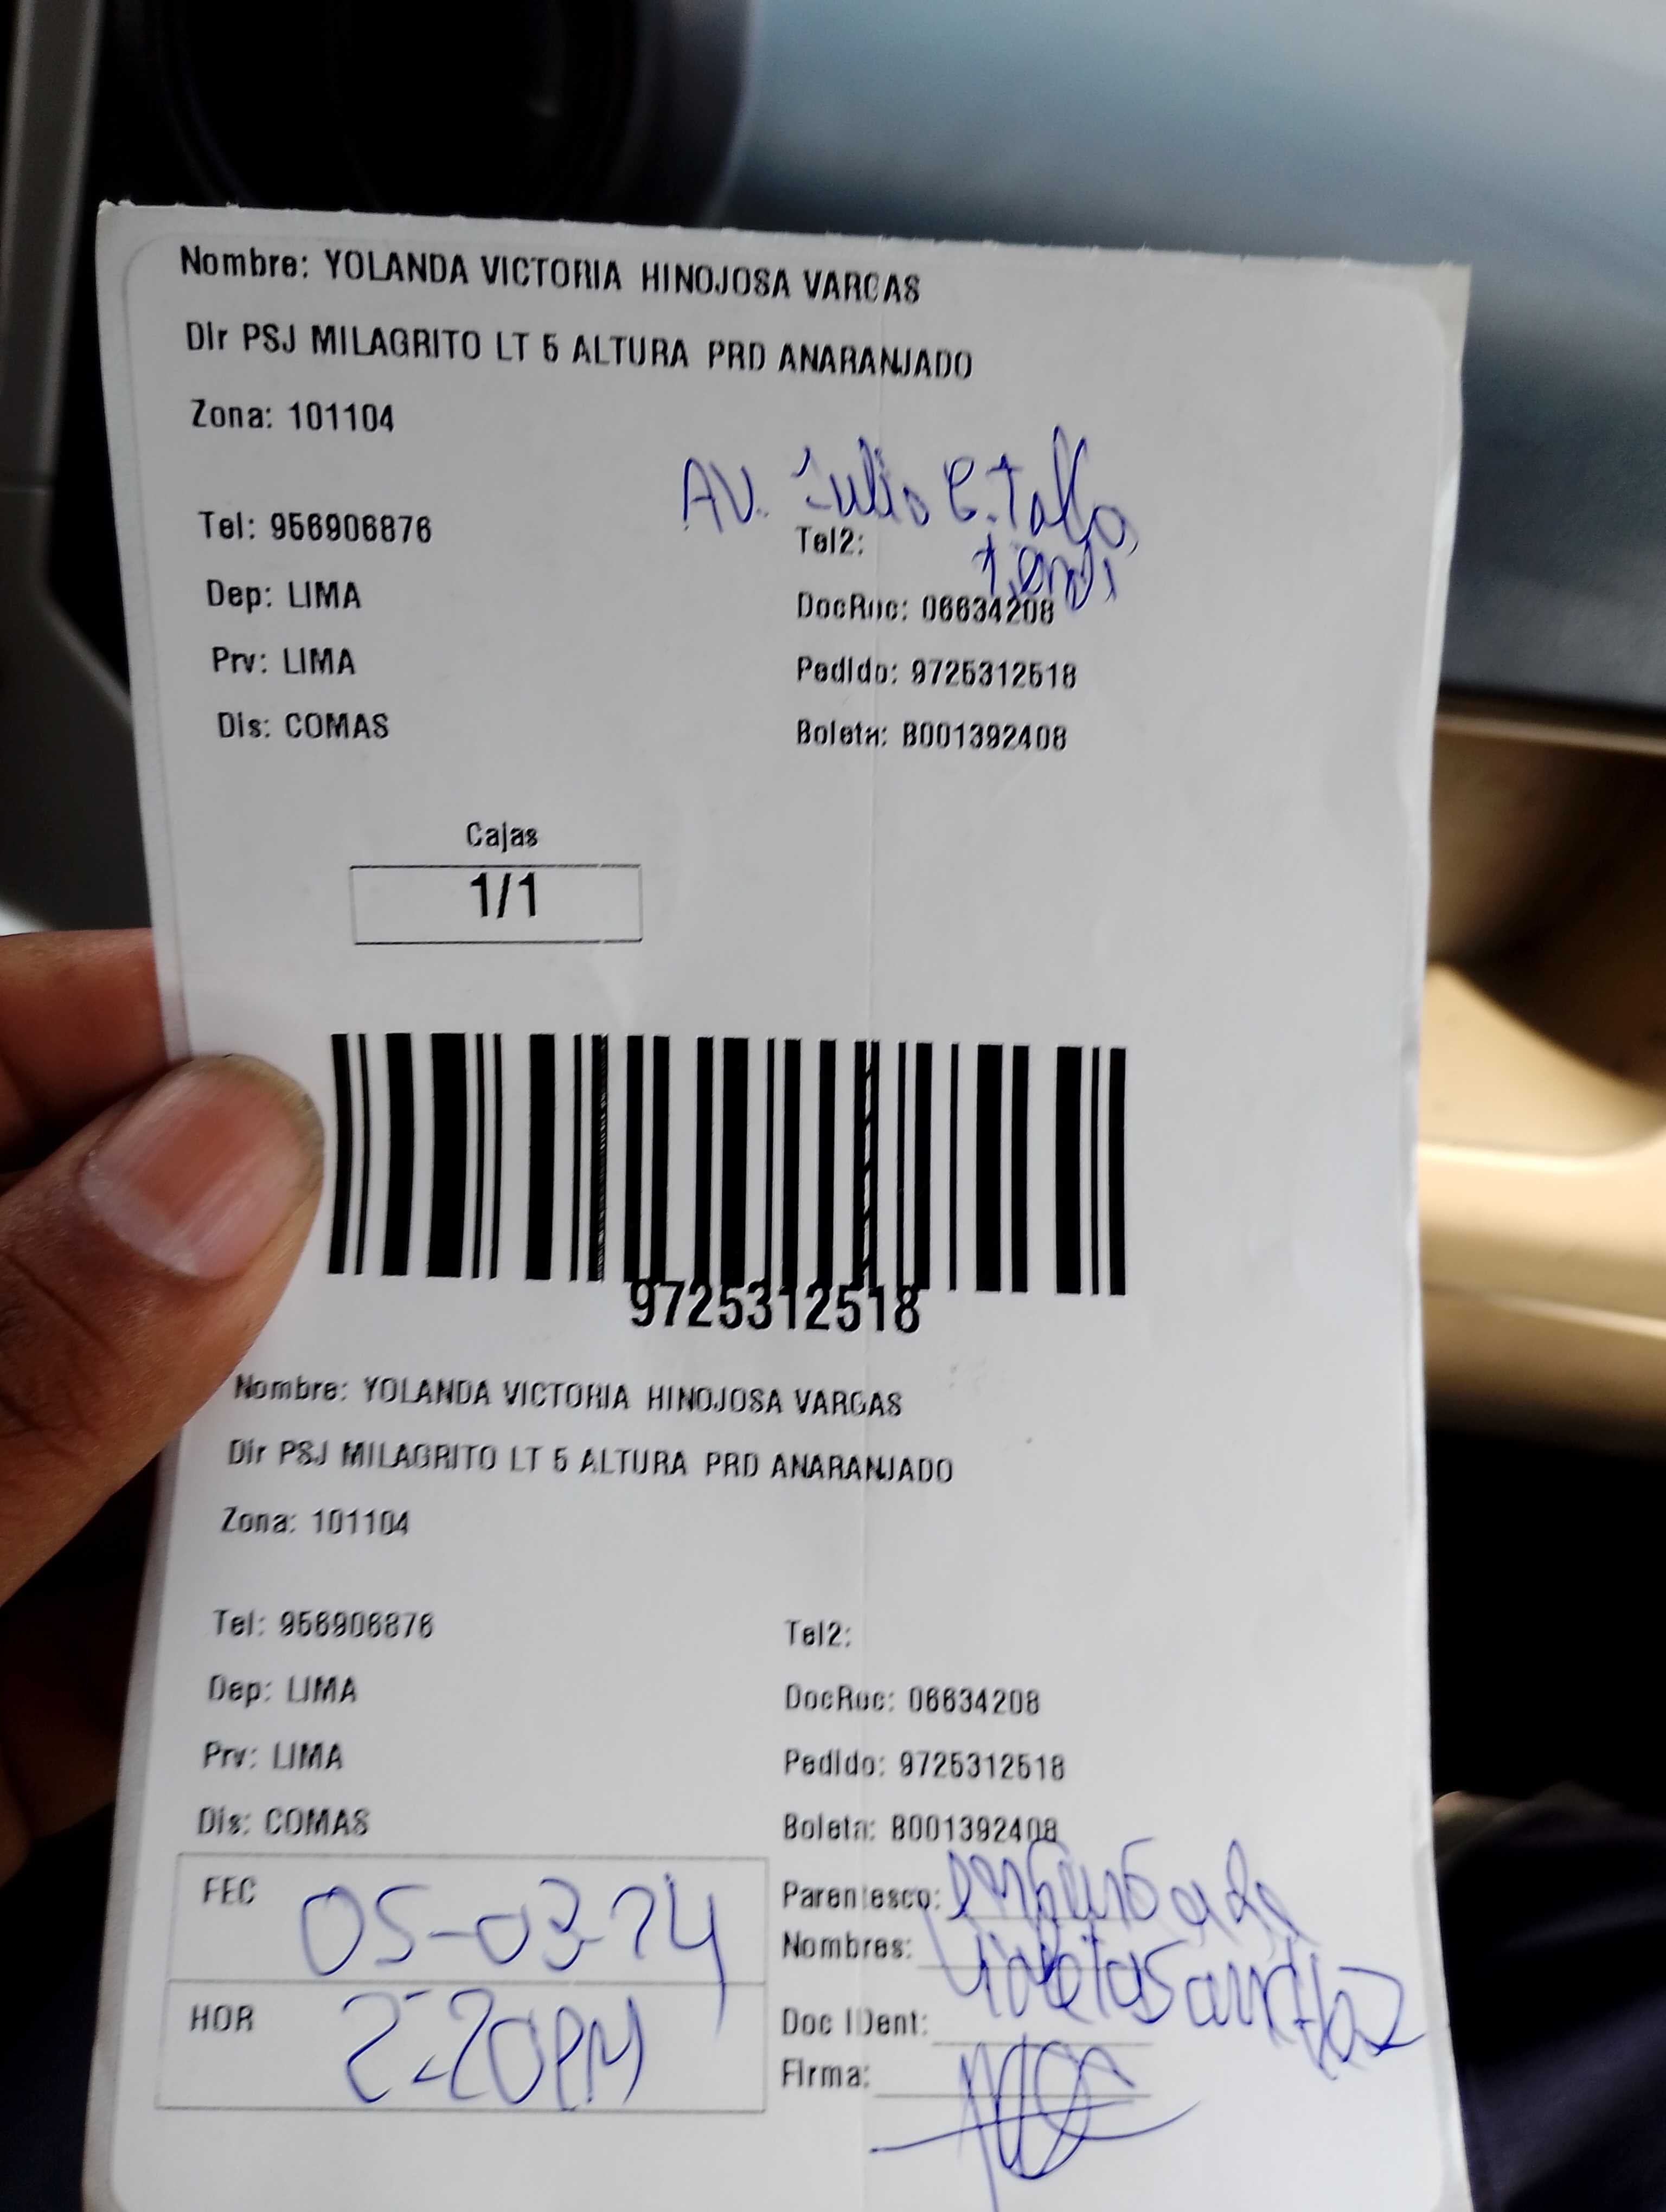 Nombre: YOLANDA VICTORIA HINOJOSA VARGAS
Dir PSJ MILAGRITO LT 5 ALTURA PRD ANARANJADO
Zona: 101104
AV. Julio C. Tello
Tel: 956906876 Tel2:
tienda
Dep: LIMA DocRuc: 06634208
Prv: LIMA Pedido: 9725312518
Dis: COMAS Boleta: B001392408
Cajas
1/1
9725312518
Nombre: YOLANDA VICTORIA HINOJOSA VARGAS
Dir PSJ MILAGRITO LT 5 ALTURA PRD ANARANJADO
Zona: 101104
Tel: 956906876 Tel2:
Dep: LIMA DocRuc: 06634208
Prv: LIMA Pedido: 9725312518
Dis: COMAS Boleta: B001392408
FEC 05-03-24 Parentesco:
Nombres: Violeta
HOR 2:20PM Doc IDent:
Firma: